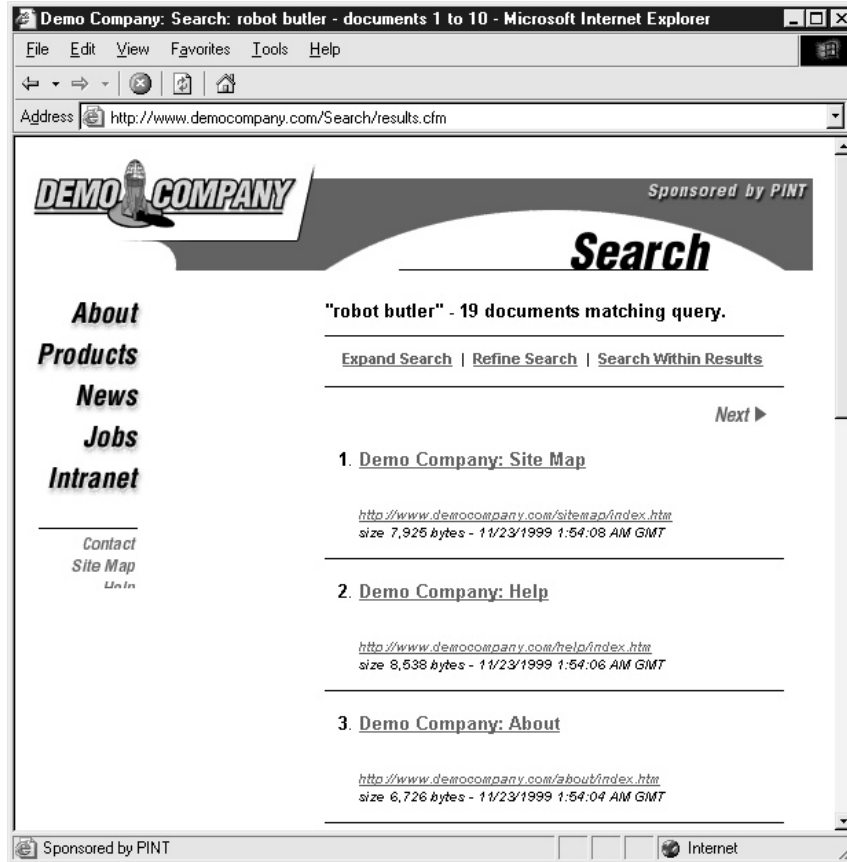 Demo Company: Search: robot butler - documents 1 to 10 - Microsoft Internet Explorer
File Edit View Favorites Tools Help
Address http://www.democompany.com/Search/results.cfm
DEMO COMPANY
Sponsored by PINT
Search
About
Products
News
Jobs
Intranet
Contact
Site Map
Help
"robot butler" - 19 documents matching query.
Expand Search | Refine Search | Search Within Results
Next
1. Demo Company: Site Map
http://www.democompany.com/sitemap/index.htm
size 7,925 bytes - 11/23/1999 1:54:08 AM GMT
2. Demo Company: Help
http://www.democompany.com/help/index.htm
size 8,538 bytes - 11/23/1999 1:54:06 AM GMT
3. Demo Company: About
http://www.democompany.com/about/index.htm
size 6,726 bytes - 11/23/1999 1:54:04 AM GMT
Sponsored by PINT
Internet